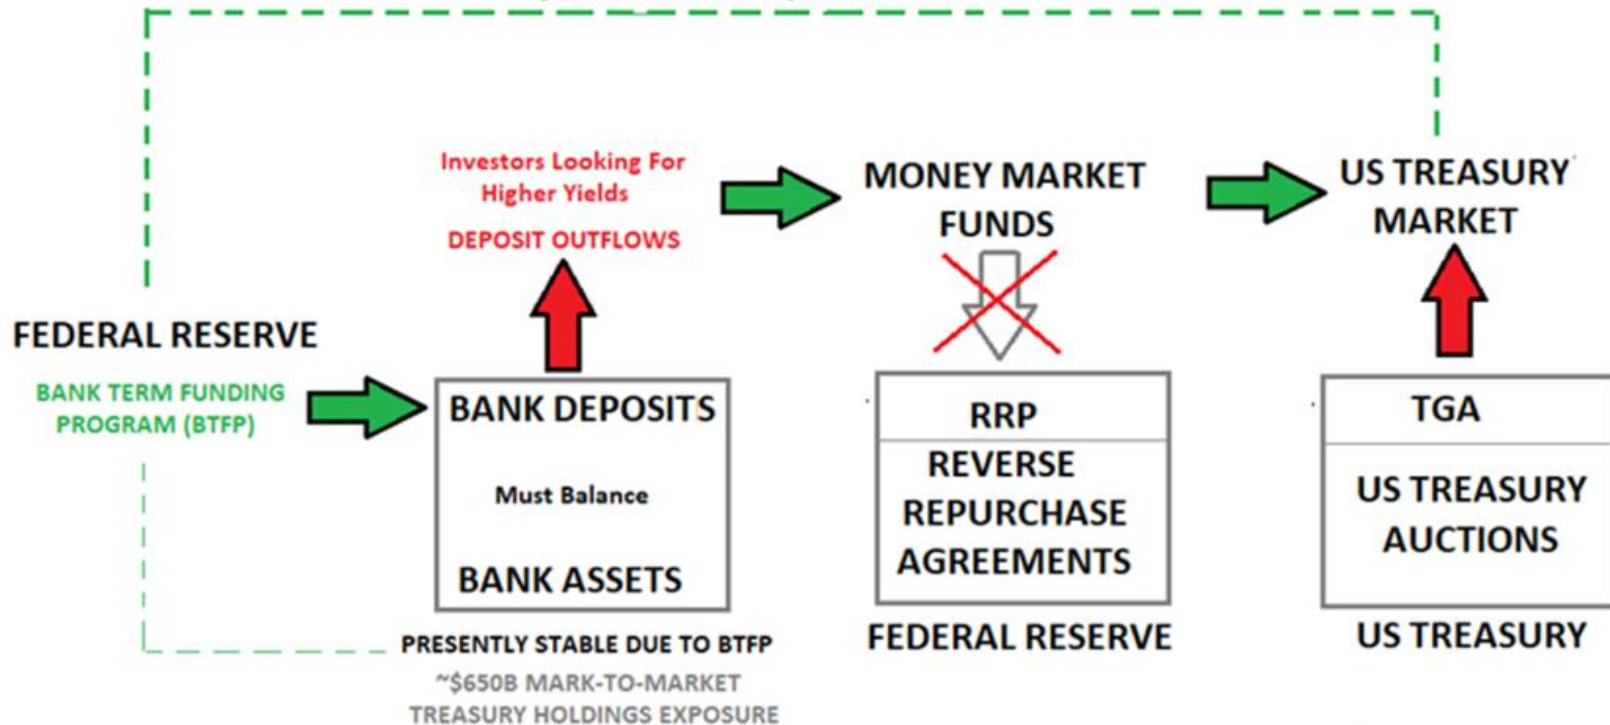 Investors Looking For
Higher Yields
DEPOSIT OUTFLOWS
MONEY MARKET
FUNDS
US TREASURY
MARKET
FEDERAL RESERVE
BANK TERM FUNDING
PROGRAM (BTFP)
BANK DEPOSITS
Must Balance
BANK ASSETS
PRESENTLY STABLE DUE TO BTFP
~$650B MARK-TO-MARKET
TREASURY HOLDINGS EXPOSURE
RRP
REVERSE
REPURCHASE
AGREEMENTS
FEDERAL RESERVE
TGA
US TREASURY
AUCTIONS
US TREASURY